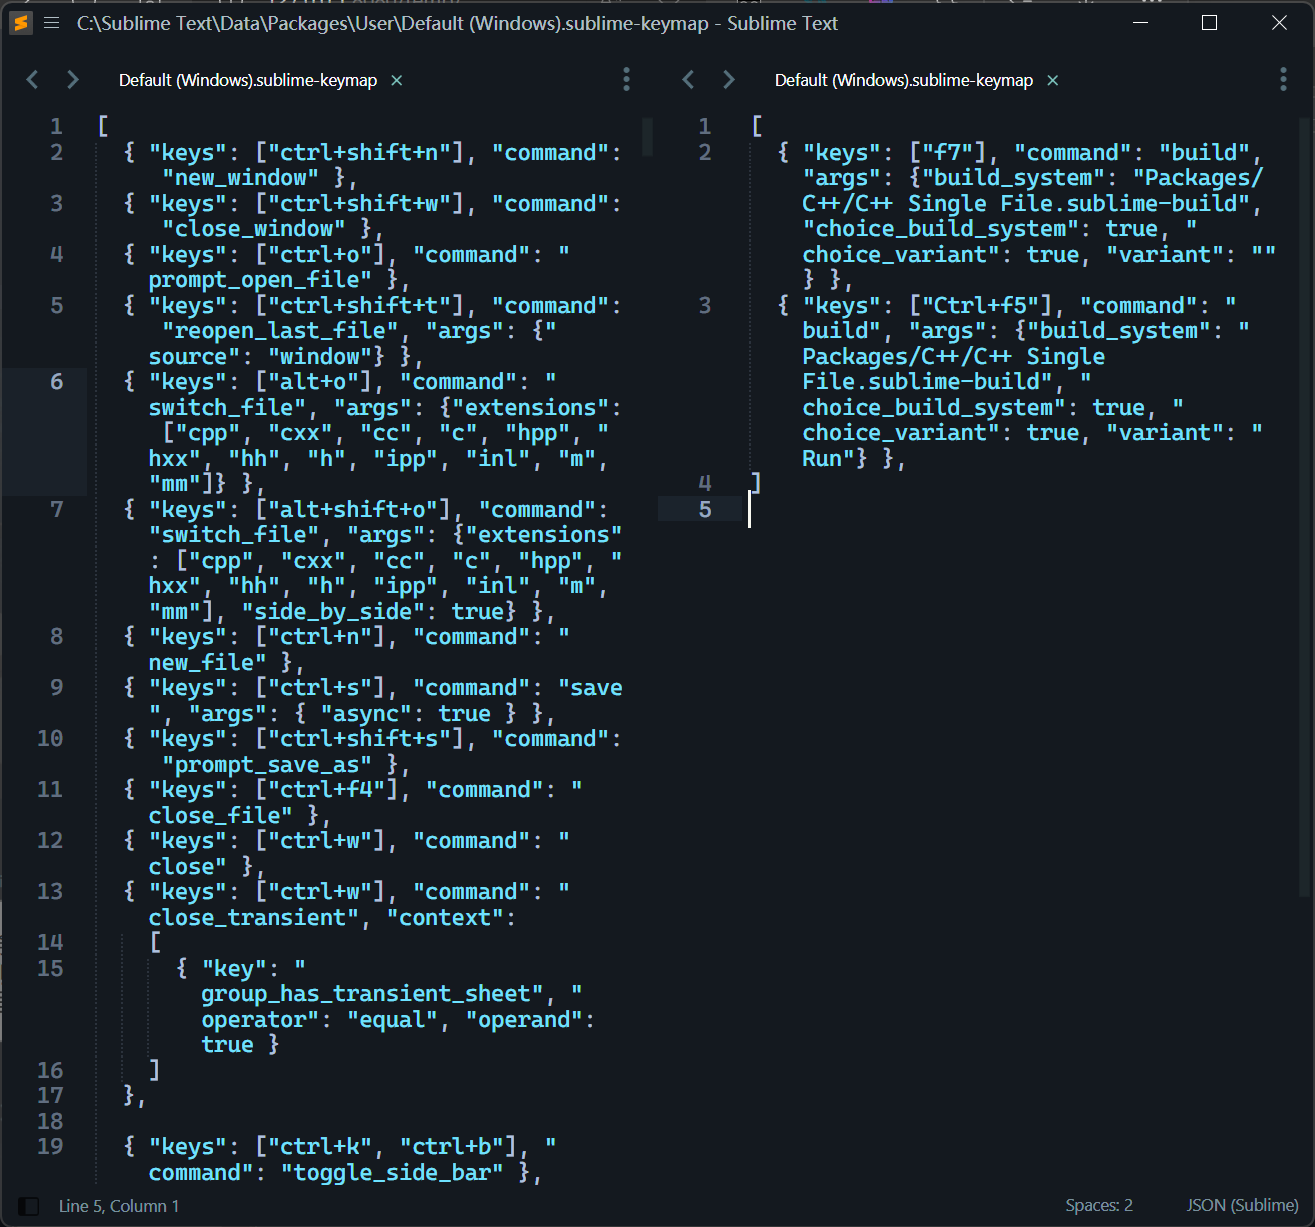 C:\Sublime Text\Data\Packages\User\Default (Windows).sublime-keymap - Sublime Text
Default (Windows).sublime-keymap
1 [
2 { "keys": ["ctrl+shift+n"], "command":
"new_window" },
3 { "keys": ["ctrl+shift+w"], "command":
"close_window" },
4 { "keys": ["ctrl+o"], "command": "
prompt_open_file" },
5 { "keys": ["ctrl+shift+t"], "command":
"reopen_last_file", "args": {"
source": "window"} },
6 { "keys": ["alt+o"], "command": "
switch_file", "args": {"extensions":
["cpp", "cxx", "cc", "c", "hpp", "
hxx", "hh", "h", "ipp", "inl", "m",
"mm"]} },
7 { "keys": ["alt+shift+o"], "command":
"switch_file", "args": {"extensions"
: ["cpp", "cxx", "cc", "c", "hpp", "
hxx", "hh", "h", "ipp", "inl", "m",
"mm"], "side_by_side": true} },
8 { "keys": ["ctrl+n"], "command": "
new_file" },
9 { "keys": ["ctrl+s"], "command": "save
", "args": { "async": true } },
10 { "keys": ["ctrl+shift+s"], "command":
"prompt_save_as" },
11 { "keys": ["ctrl+f4"], "command": "
close_file" },
12 { "keys": ["ctrl+w"], "command": "
close" },
13 { "keys": ["ctrl+w"], "command": "
close_transient", "context":
14 [
15 { "key": "
group_has_transient_sheet", "
operator": "equal", "operand":
true }
16 ]
17 },
18
19 { "keys": ["ctrl+k", "ctrl+b"], "
command": "toggle_side_bar" },
Default (Windows).sublime-keymap
1 [
2 { "keys": ["f7"], "command": "build",
"args": {"build_system": "Packages/
C++/C++ Single File.sublime-build",
"choice_build_system": true, "
choice_variant": true, "variant": ""
} },
3 { "keys": ["Ctrl+f5"], "command": "
build", "args": {"build_system": "
Packages/C++/C++ Single
File.sublime-build", "
choice_build_system": true, "
choice_variant": true, "variant": "
Run"} },
4 ]
5
Line 5, Column 1
Spaces: 2
JSON (Sublime)